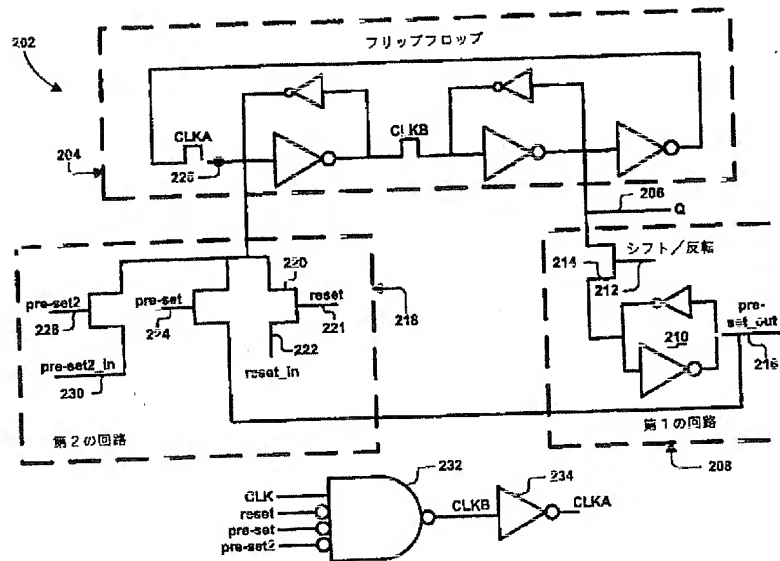 202
フリップフロップ
CLKA
CLKB
204
226
206
Q
220
214
シフト／反転
212
pre-set2
228
pre-set
224
reset
221
218
222
reset_in
pre-set2_in
230
210
pre-
set_out
216
第2の回路
第1の回路
208
232
234
CLK
reset
pre-set
pre-set2
CLKB
CLKA